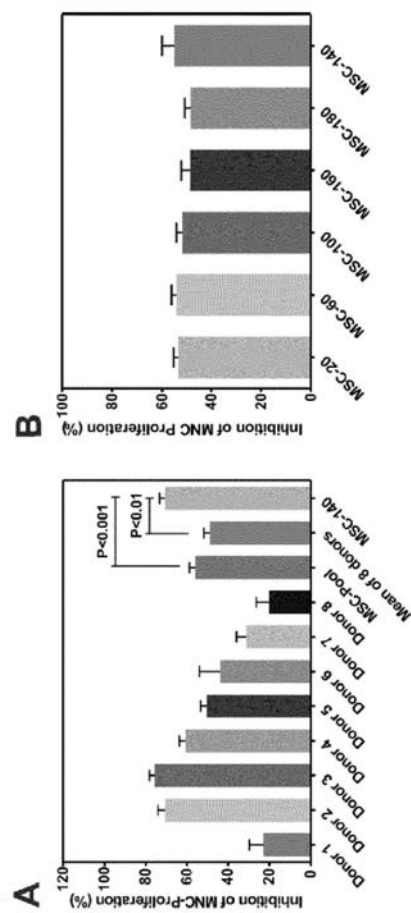 A
Inhibition of MNC-Proliferation (%)
120
100
80
60
40
20
0
P<0.001
P<0.01
Donor 1
Donor 2
Donor 3
Donor 4
Donor 5
Donor 6
Donor 7
Donor 8
MSC-Pool
Mean of 8 donors
MSC-140
B
Inhibition of MNC Proliferation (%)
100
80
60
40
20
0
MSC-20
MSC-60
MSC-100
MSC-160
MSC-180
MSC-140